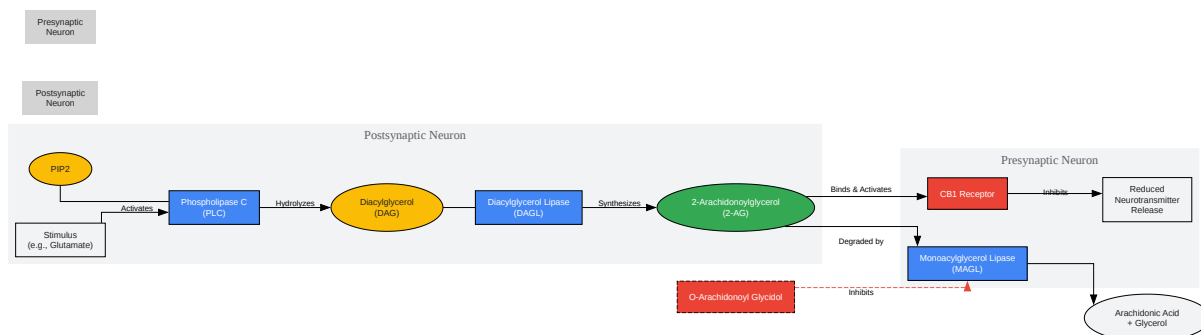 Presynaptic
Neuron
Postsynaptic
Neuron
Postsynaptic Neuron
Presynaptic Neuron
PIP2
Stimulus
(e.g., Glutamate)
Activates
Phospholipase C
(PLC)
Hydrolyzes
Diacylglycerol
(DAG)
Diacylglycerol Lipase
(DAGL)
Synthesizes
2-Arachidonoylglycerol
(2-AG)
Binds & Activates
CB1 Receptor
Inhibits
Reduced
Neurotransmitter
Release
Degraded by
Monoacylglycerol Lipase
(MAGL)
O-Arachidonoyl Glycidol
Inhibits
Arachidonic Acid
+ Glycerol